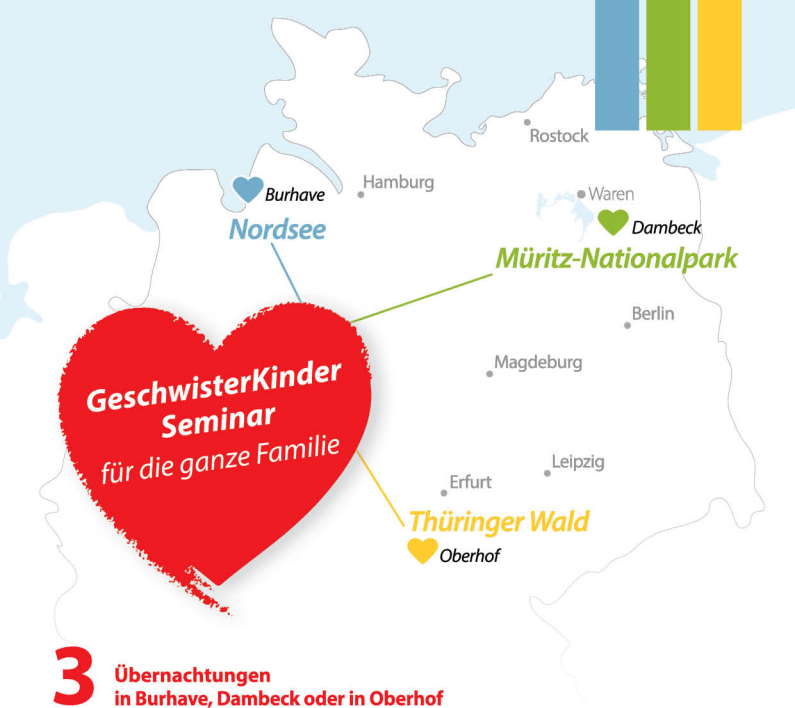 Rostock
Hamburg
Waren
Burhave
Dambeck
Nordsee
Müritz-Nationalpark
Berlin
Magdeburg
GeschwisterKinder
Seminar
für die ganze Familie
Leipzig
Erfurt
Thüringer Wald
Oberhof
3 Übernachtungen
in Burhave, Dambeck oder in Oberhof